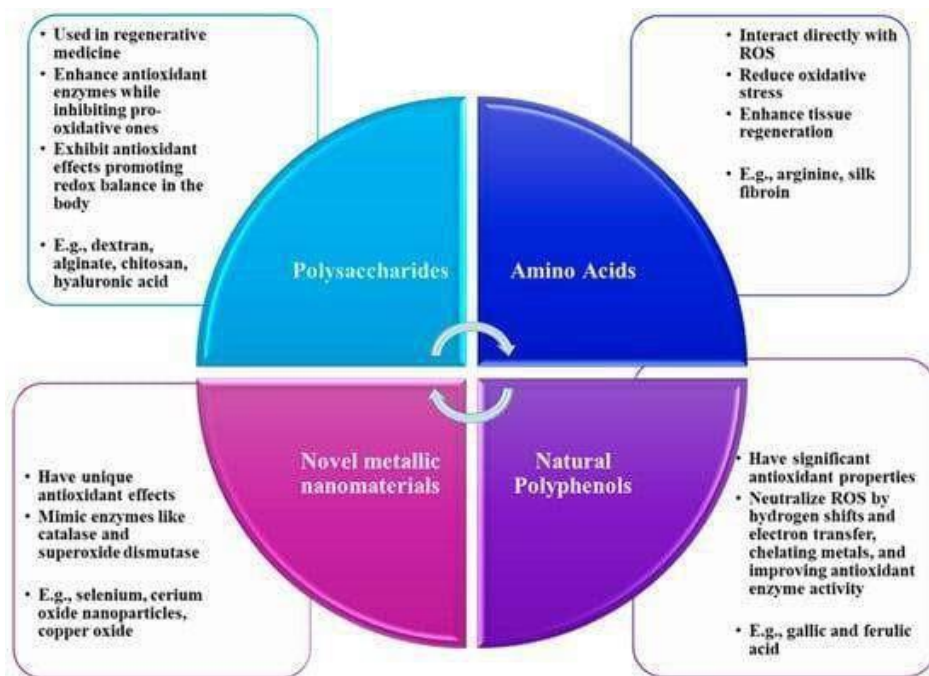 • Used in regenerative
medicine
• Enhance antioxidant
enzymes while
inhibiting pro-
oxidative ones
• Exhibit antioxidant
effects promoting
redox balance in the
body
• E.g., dextran,
alginate, chitosan,
hyaluronic acid
• Interact directly with
ROS
• Reduce oxidative
stress
• Enhance tissue
regeneration
• E.g., arginine, silk
fibroin
Polysaccharides
Amino Acids
Novel metallic
nanomaterials
Natural
Polyphenols
• Have unique
antioxidant effects
• Mimic enzymes like
catalase and
superoxide dismutase
• E.g., selenium, cerium
oxide nanoparticles,
copper oxide
• Have significant
antioxidant properties
• Neutralize ROS by
hydrogen shifts and
electron transfer,
chelating metals, and
improving antioxidant
enzyme activity
• E.g., gallic and ferulic
acid